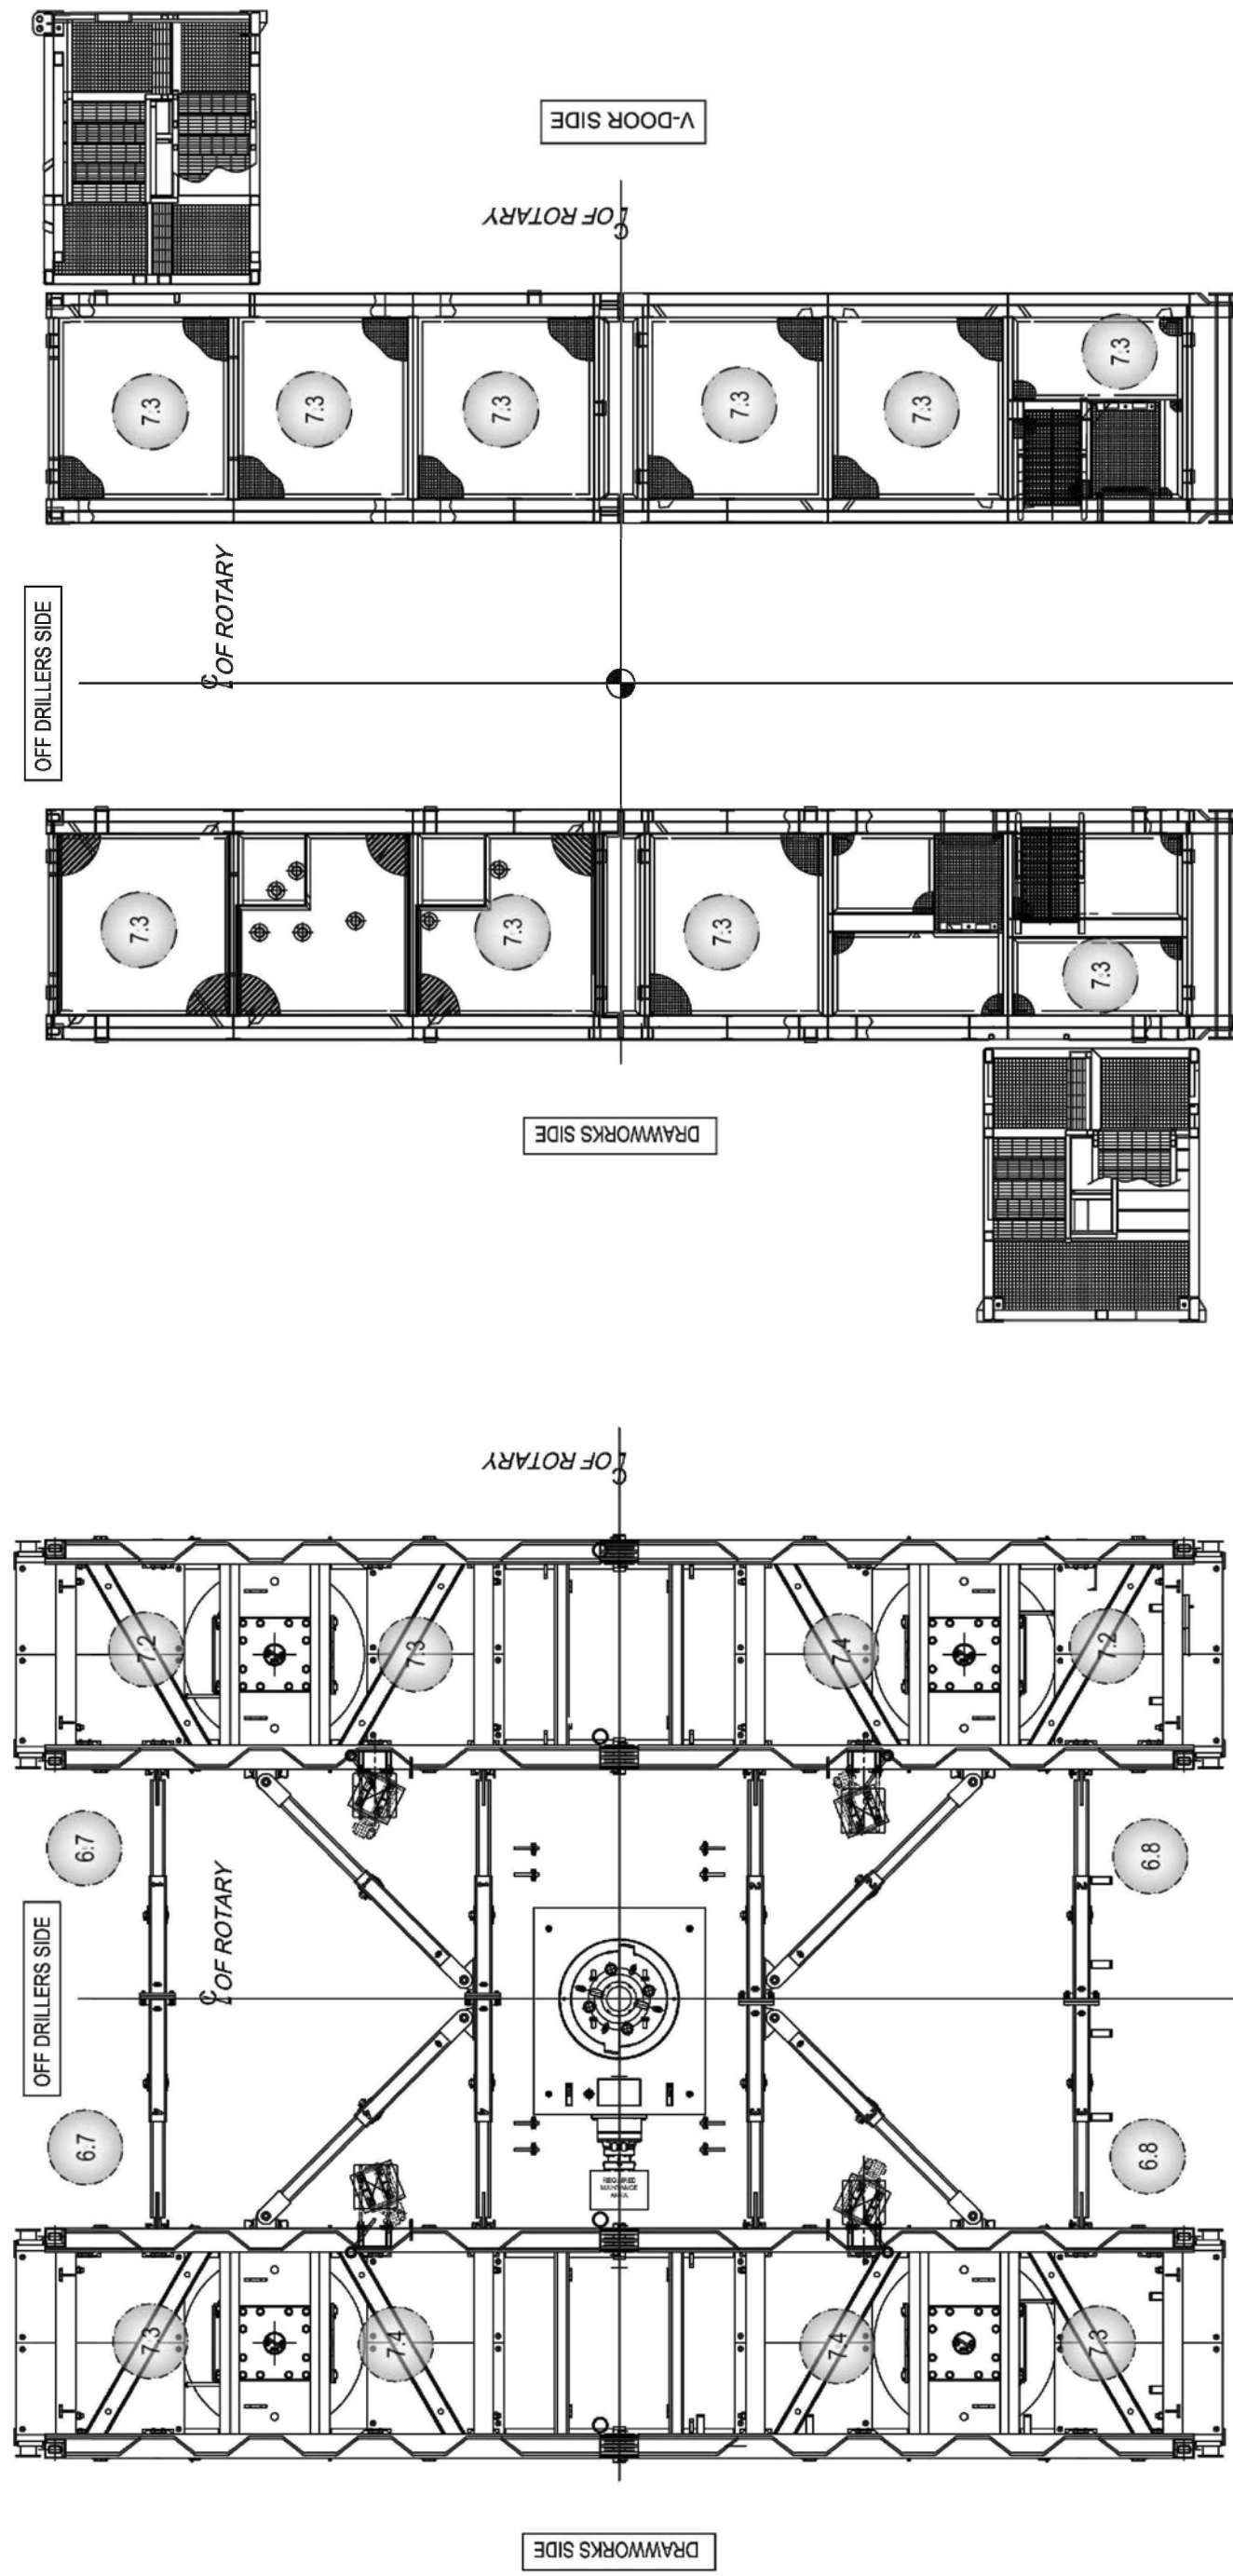 V-DOOR SIDE
℄ OF ROTARY
7.3
7.3
7.3
7.3
7.3
7.3
OFF DRILLERS SIDE
℄ OF ROTARY
7.3
7.3
7.3
7.3
DRAWWORKS SIDE
℄ OF ROTARY
7.2
7.3
7.4
7.2
6.7
6.8
OFF DRILLERS SIDE
℄ OF ROTARY
6.7
6.8
REQUIRED
AREA
7.3
7.4
7.4
7.3
DRAWWORKS SIDE